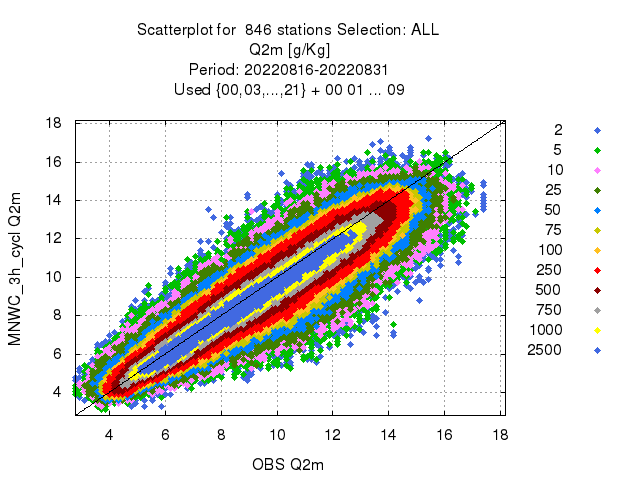 Scatterplot for  846 stations Selection: ALL
Q2m [g/Kg]
Period: 20220816-20220831
Used {00,03,...,21} + 00 01 ... 09
18
16
14
12
10
8
6
4
MNWC_3h_cycl Q2m
4 6 8 10 12 14 16 18
OBS Q2m
2
5
10
25
50
75
100
250
500
750
1000
2500